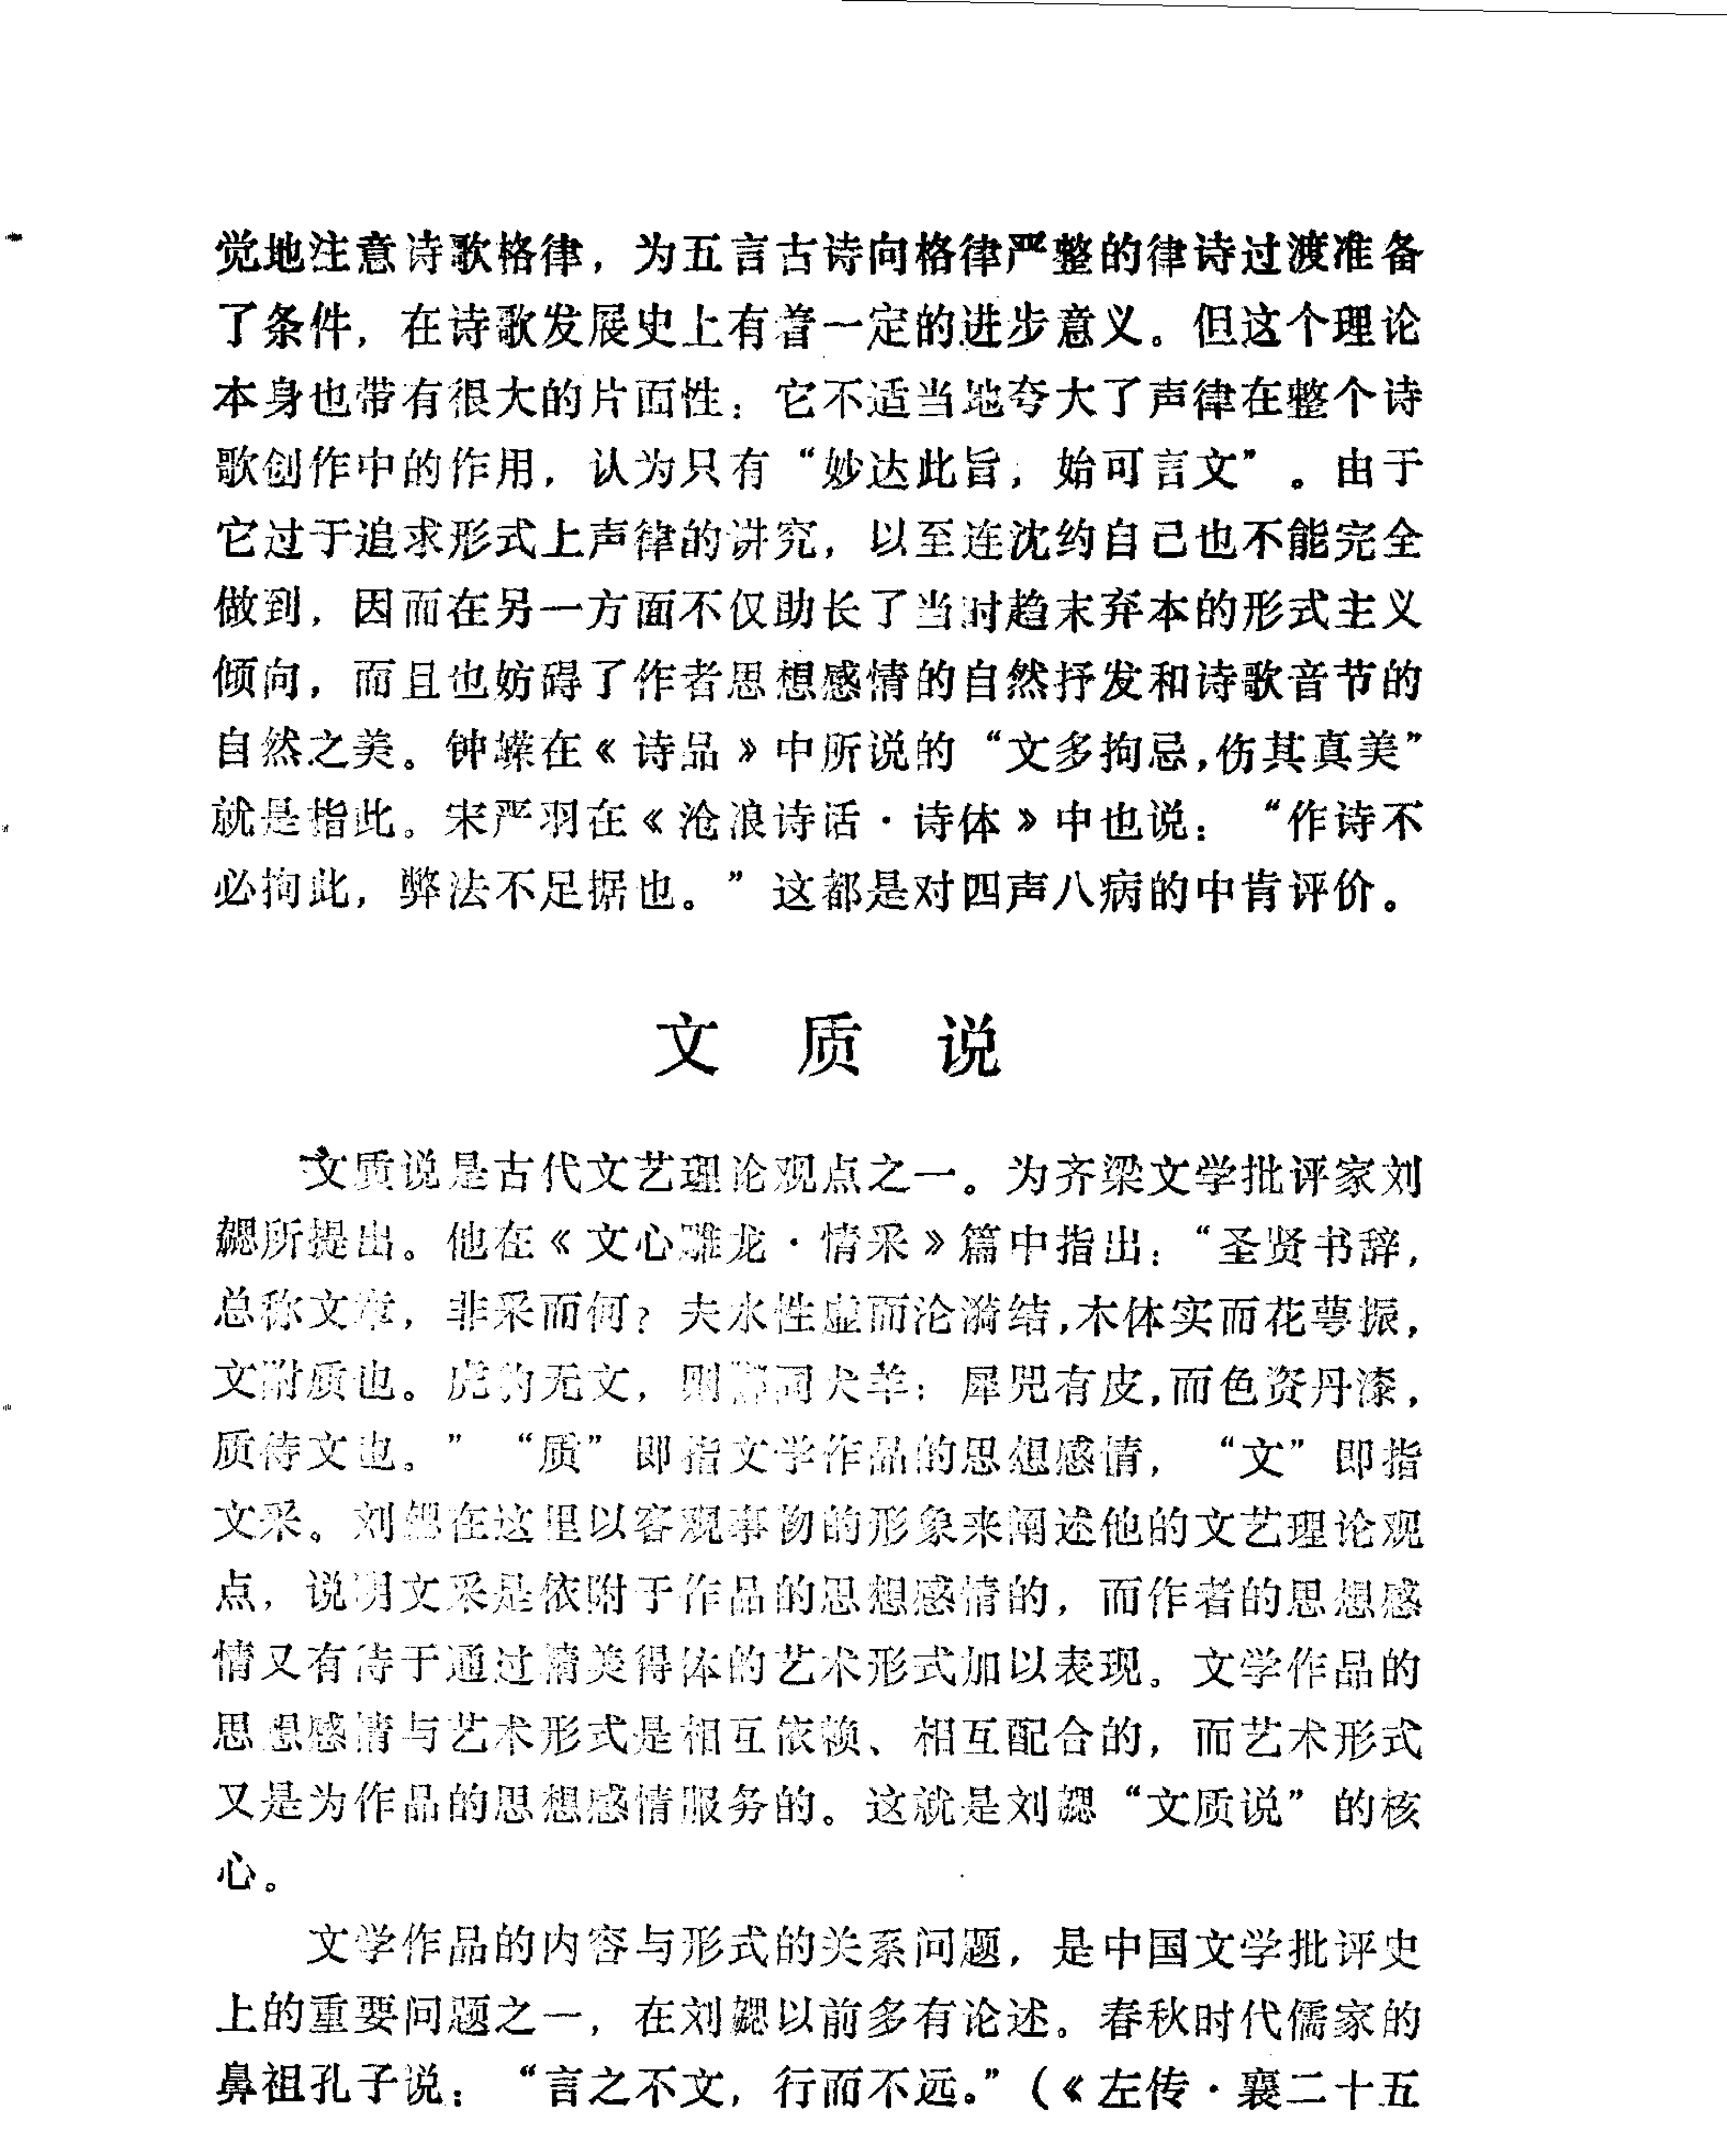 觉地注意诗歌格律，为五言古诗向格律严整的律诗过渡准备
了条件，在诗歌发展史上有着一定的进步意义。但这个理论
本身也带有很大的片面性：它不适当地夸大了声律在整个诗
歌创作中的作用，认为只有“妙达此旨，始可言文”。由于
它过于追求形式上声律的讲究，以至连沈约自己也不能完全
做到，因而在另一方面不仅助长了当时趋末弃本的形式主义
倾向，而且也妨碍了作者思想感情的自然抒发和诗歌音节的
自然之美。钟嵘在《诗品》中所说的“文多拘忌，伤其真美”
就是指此。宋严羽在《沧浪诗话·诗体》中也说：“作诗不
必拘此，弊法不足据也。”这都是对四声八病的中肯评价。
文质说
文质说是古代文艺理论观点之一。为齐梁文学批评家刘
勰所提出。他在《文心雕龙·情采》篇中指出：“圣贤书辞，
总称文章，非采而何？夫水性虚而沦漪结，木体实而花萼振，
文附质也。虎豹无文，则鞹同犬羊；犀兕有皮，而色资丹漆，
质待文也。”“质”即指文学作品的思想感情，“文”即指
文采。刘勰在这里以客观事物的形象来阐述他的文艺理论观
点，说明文采是依附于作品的思想感情的，而作者的思想感
情又有待于通过精美得体的艺术形式加以表现。文学作品的
思想感情与艺术形式是相互依赖、相互配合的，而艺术形式
又是为作品的思想感情服务的。这就是刘勰“文质说”的核
心。
文学作品的内容与形式的关系问题，是中国文学批评史
上的重要问题之一，在刘勰以前多有论述。春秋时代儒家的
鼻祖孔子说：“言之不文，行而不远。”（《左传·襄二十五